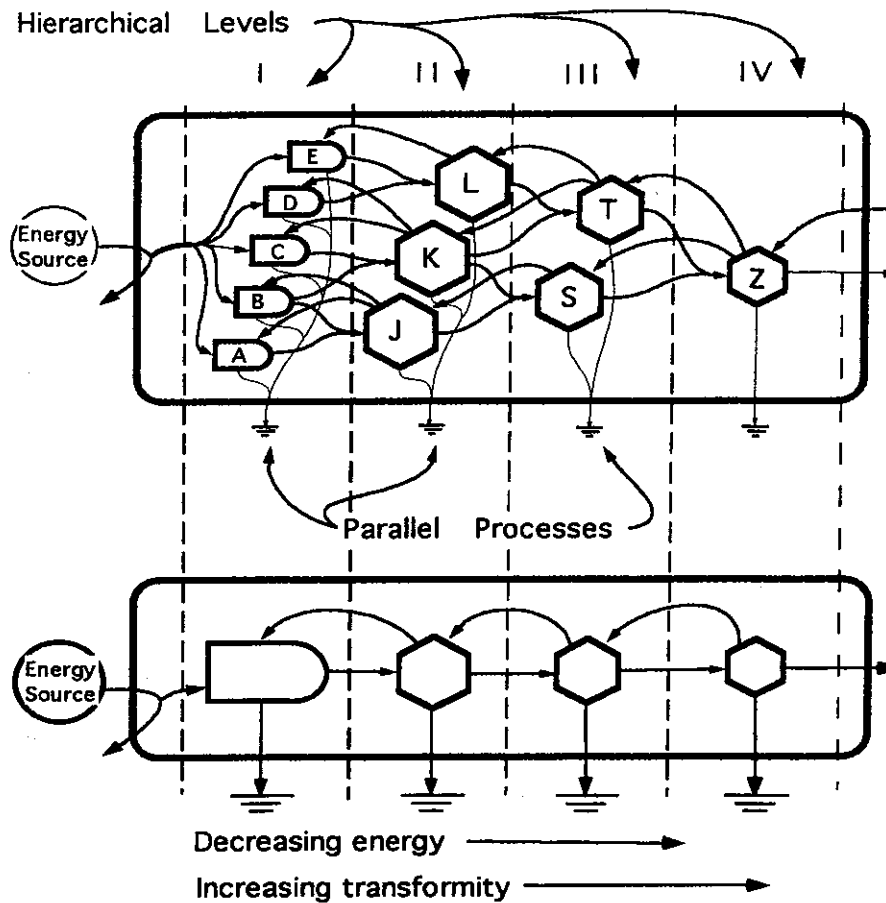 Hierarchical Levels
I II III IV
E
D
C
B
A
L
K
J
T
S
Z
Energy
Source
Parallel Processes
Energy
Source
Decreasing energy
Increasing transformity